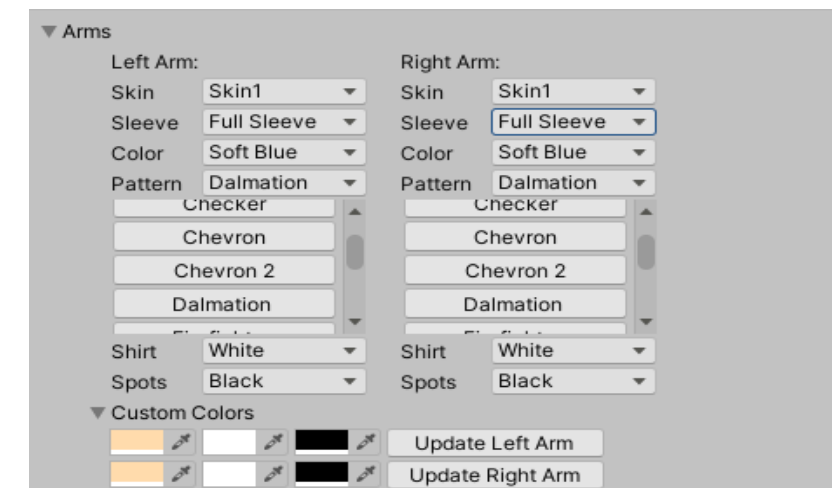 Arms
Left Arm: Right Arm:
Skin Skin1 Skin Skin1
Sleeve Full Sleeve Sleeve Full Sleeve
Color Soft Blue Color Soft Blue
Pattern Dalmation Pattern Dalmation
Checker Checker
Chevron Chevron
Chevron 2 Chevron 2
Dalmation Dalmation
Shirt White Shirt White
Spots Black Spots Black
Custom Colors
Update Left Arm
Update Right Arm